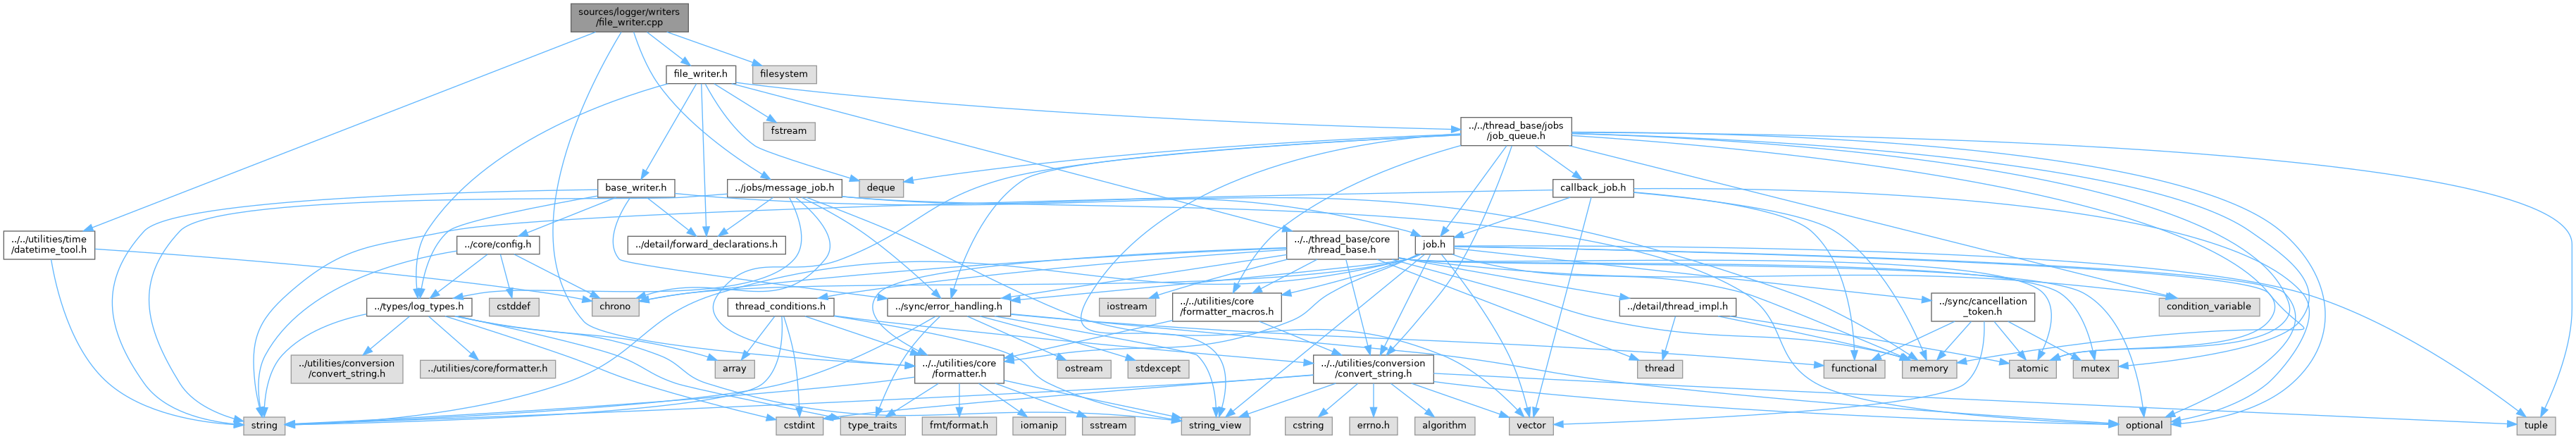 sources/logger/writers
/file_writer.cpp
file_writer.h
filesystem
fstream
../../thread_base/jobs
/job_queue.h
base_writer.h
../jobs/message_job.h
deque
callback_job.h
../../utilities/time
/datetime_tool.h
../core/config.h
../detail/forward_declarations.h
../../thread_base/core
/thread_base.h
job.h
../types/log_types.h
cstddef
chrono
thread_conditions.h
../sync/error_handling.h
iostream
../../utilities/core
/formatter_macros.h
../detail/thread_impl.h
../sync/cancellation
_token.h
condition_variable
../utilities/conversion
/convert_string.h
../utilities/core/formatter.h
array
../../utilities/core
/formatter.h
ostream
stdexcept
../../utilities/conversion
/convert_string.h
thread
functional
memory
atomic
mutex
string
cstdint
type_traits
fmt/format.h
iomanip
sstream
string_view
cstring
errno.h
algorithm
vector
optional
tuple